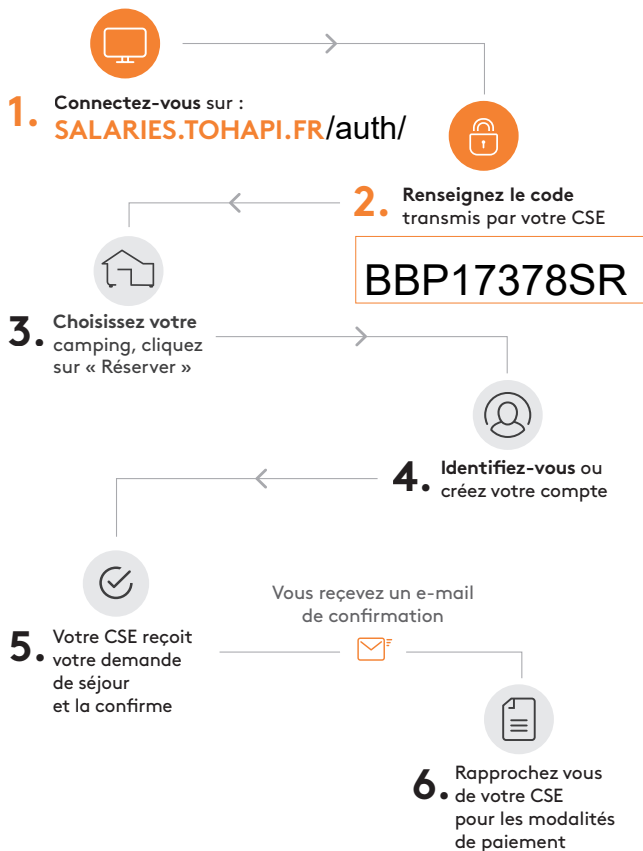 1. Connectez-vous sur :
SALARIES.TOHAPI.FR/auth/
2. Renseignez le code
transmis par votre CSE
BBP17378SR
3. Choisissez votre
camping, cliquez
sur « Réserver »
4. Identifiez-vous ou
créez votre compte
5. Votre CSE reçoit
votre demande
de séjour
et la confirme
Vous reçevez un e-mail
de confirmation
6. Rapprochez vous
de votre CSE
pour les modalités
de paiement